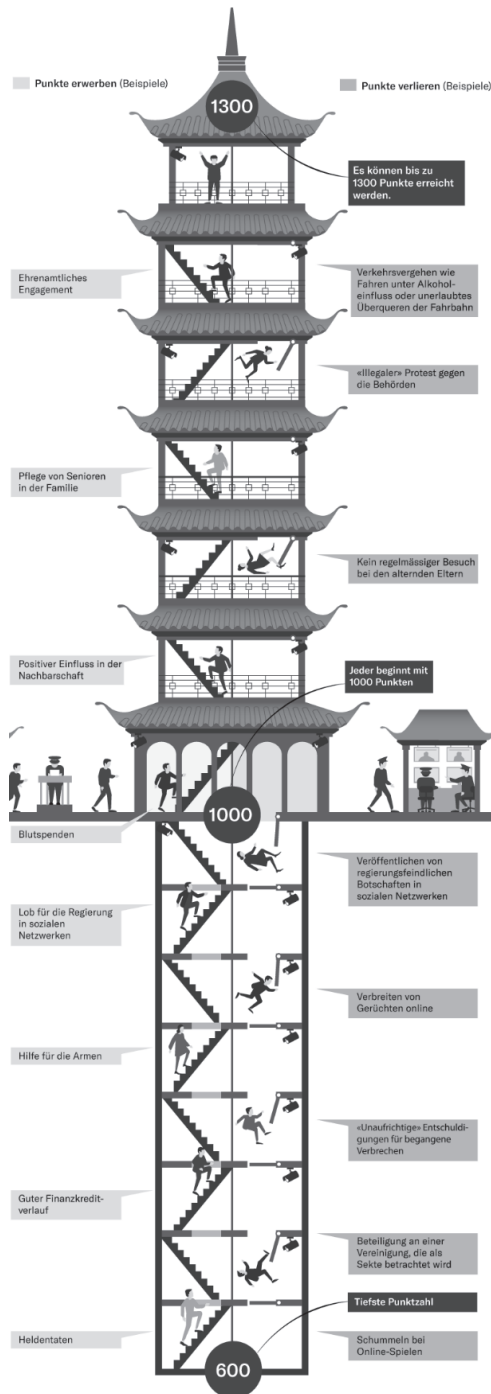 Punkte erwerben (Beispiele)
Punkte verlieren (Beispiele)
1300
Es können bis zu
1300 Punkte erreicht
werden.
Ehrenamtliches
Engagement
Verkehrsvergehen wie
Fahren unter Alkohol-
einfluss oder unerlaubtes
Überqueren der Fahrbahn
«Illegaler» Protest gegen
die Behörden
Pflege von Senioren
in der Familie
Kein regelmässiger Besuch
bei den alternden Eltern
Positiver Einfluss in der
Nachbarschaft
Jeder beginnt mit
1000 Punkten
1000
Blutspenden
Veröffentlichen von
regierungsfeindlichen
Botschaften in
sozialen Netzwerken
Lob für die Regierung
in sozialen
Netzwerken
Verbreiten von
Gerüchten online
Hilfe für die Armen
«Unaufrichtige» Entschuldi-
gungen für begangene
Verbrechen
Guter Finanzkredit-
verlauf
Beteiligung an einer
Vereinigung, die als
Sekte betrachtet wird
Tiefste Punktzahl
Heldentaten
600
Schummeln bei
Online-Spielen